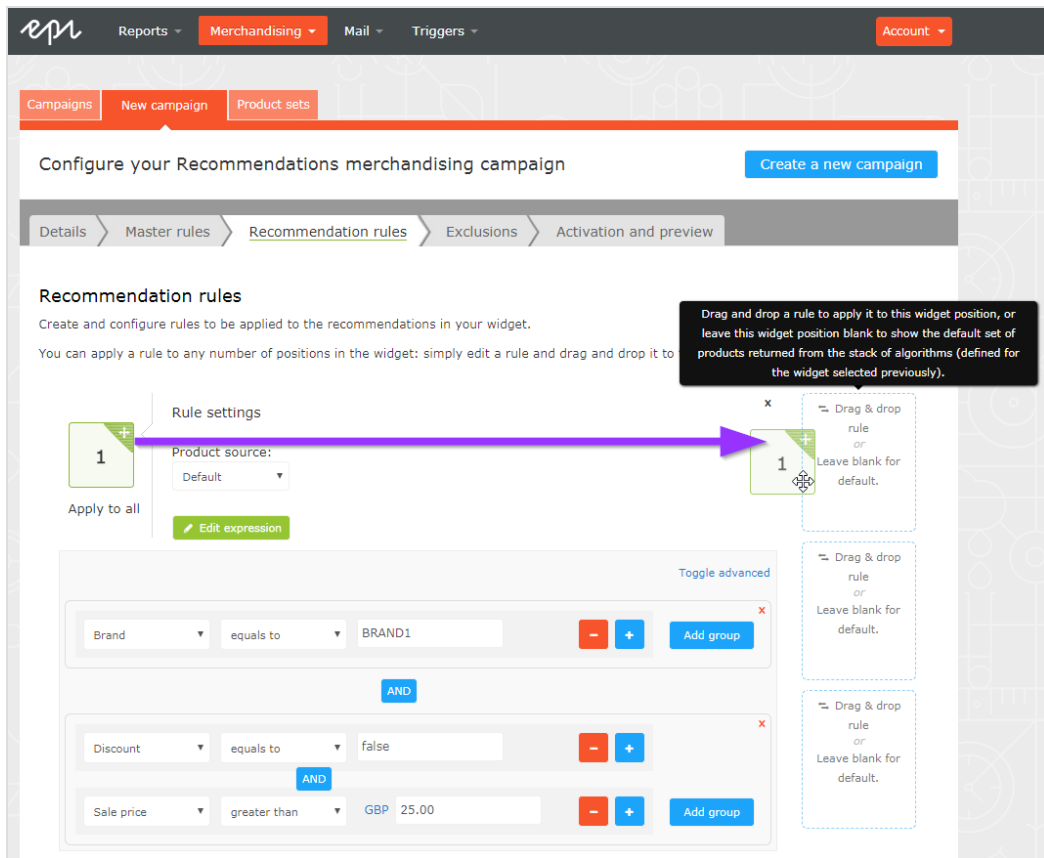 epi
Reports
Merchandising
Mail
Triggers
Account
Campaigns
New campaign
Product sets
Configure your Recommendations merchandising campaign
Create a new campaign
Details
Master rules
Recommendation rules
Exclusions
Activation and preview
Recommendation rules
Create and configure rules to be applied to the recommendations in your widget.
You can apply a rule to any number of positions in the widget: simply edit a rule and drag and drop it to
Drag and drop a rule to apply it to this widget position, or
leave this widget position blank to show the default set of
products returned from the stack of algorithms (defined for
the widget selected previously).
1
Apply to all
Rule settings
Product source:
Default
Edit expression
x
1
Drag & drop
rule
or
Leave blank for
default.
Toggle advanced
x
Brand
equals to
BRAND1
-
+
Add group
AND
x
Discount
equals to
false
-
+
AND
Sale price
greater than
GBP
25.00
-
+
Add group
Drag & drop
rule
or
Leave blank for
default.
Drag & drop
rule
or
Leave blank for
default.